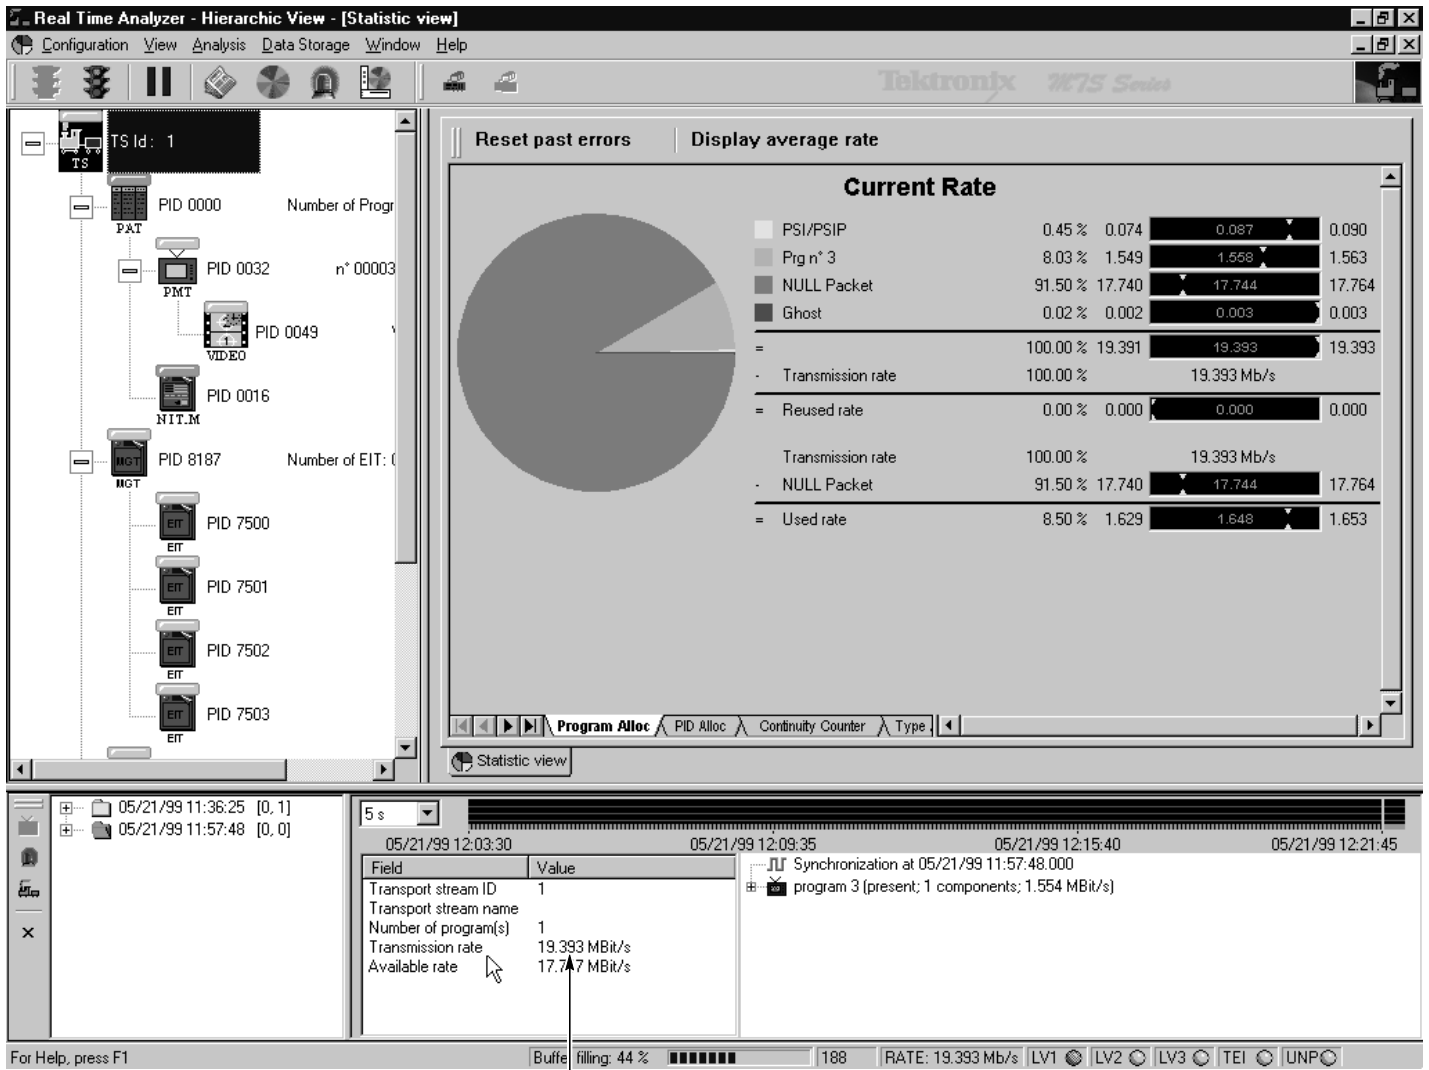 Real Time Analyzer - Hierarchic View - [Statistic view]
Configuration View Analysis Data Storage Window Help
Tektronix MTS Series
TS Id: 1
TS
PID 0000 Number of Progr
PAT
PID 0032 n° 00003
PMT
PID 0049
VIDEO
PID 0016
NIT.M
PID 8187 Number of EIT:
MGT
MGT
PID 7500
EIT
EIT
PID 7501
EIT
EIT
PID 7502
EIT
EIT
PID 7503
EIT
EIT
Reset past errors Display average rate
Current Rate
PSI/PSIP 0.45 % 0.074 0.087 0.090
Prg n° 3 8.03 % 1.549 1.558 1.563
NULL Packet 91.50 % 17.740 17.744 17.764
Ghost 0.02 % 0.002 0.003 0.003
= 100.00 % 19.391 19.393 19.393
- Transmission rate 100.00 % 19.393 Mb/s
= Reused rate 0.00 % 0.000 0.000 0.000
Transmission rate 100.00 % 19.393 Mb/s
- NULL Packet 91.50 % 17.740 17.744 17.764
= Used rate 8.50 % 1.629 1.648 1.653
Program Alloc PID Alloc Continuity Counter Type
Statistic view
05/21/99 11:36:25 [0, 1]
05/21/99 11:57:48 [0, 0]
5 s
05/21/99 12:03:30 05/21/99 12:09:35 05/21/99 12:15:40 05/21/99 12:21:45
Field Value
Transport stream ID 1
Transport stream name
Number of program(s) 1
Transmission rate 19.393 MBit/s
Available rate MBit/s
Synchronization at 05/21/99 11:57:48.000
program 3 (present; 1 components; 1.554 MBit/s)
For Help, press F1
Buffe filling: 44 % 188 RATE: 19.393 Mb/s LV1 LV2 LV3 TEI UNP